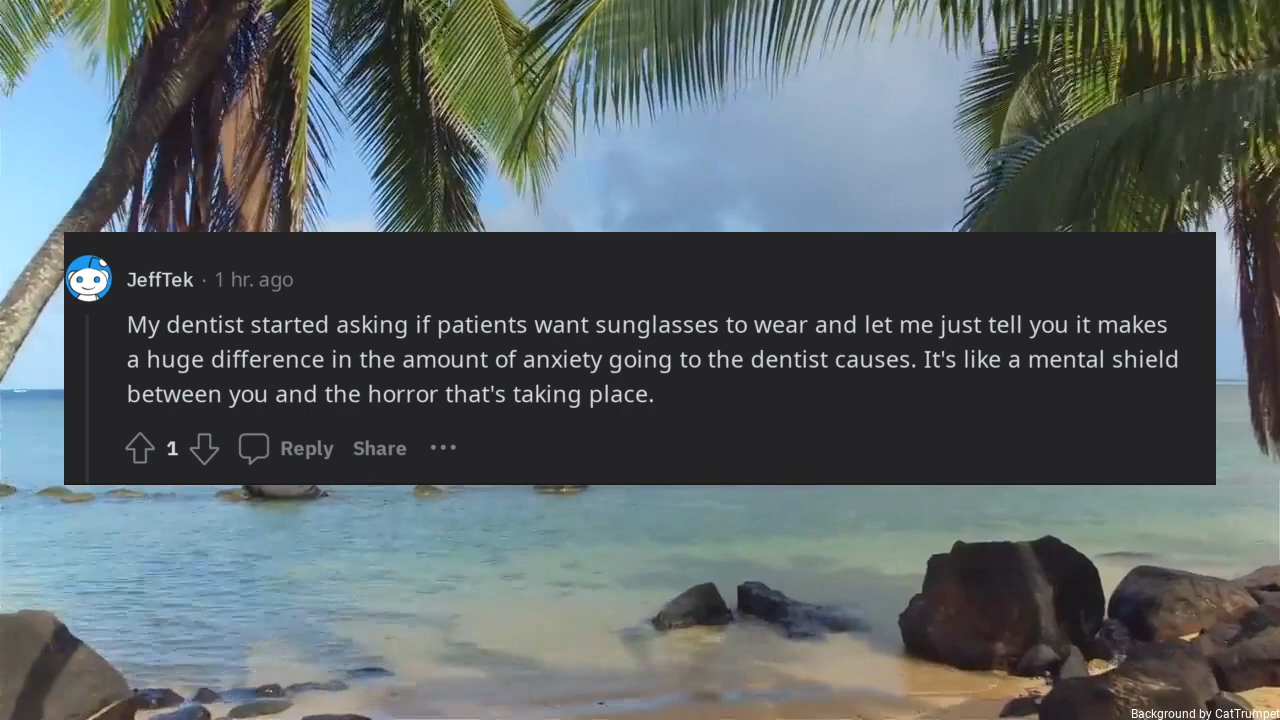 JeffTek · 1 hr. ago
My dentist started asking if patients want sunglasses to wear and let me just tell you it makes
a huge difference in the amount of anxiety going to the dentist causes. It's like a mental shield
between you and the horror that's taking place.
1 Reply Share ···
Background by CatTrumpet